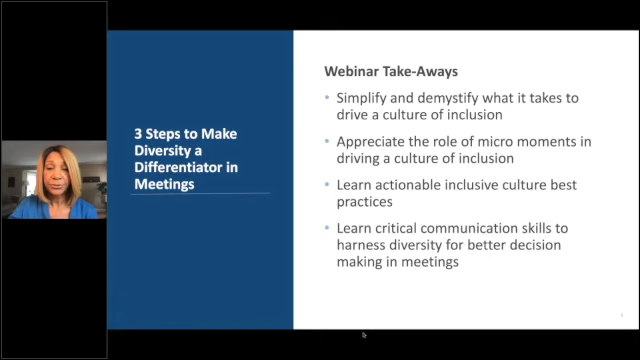 3 Steps to Make
Diversity a
Differentiator in
Meetings
Webinar Take-Aways
• Simplify and demystify what it takes to
drive a culture of inclusion
• Appreciate the role of micro moments in
driving a culture of inclusion
• Learn actionable inclusive culture best
practices
• Learn critical communication skills to
harness diversity for better decision
making in meetings